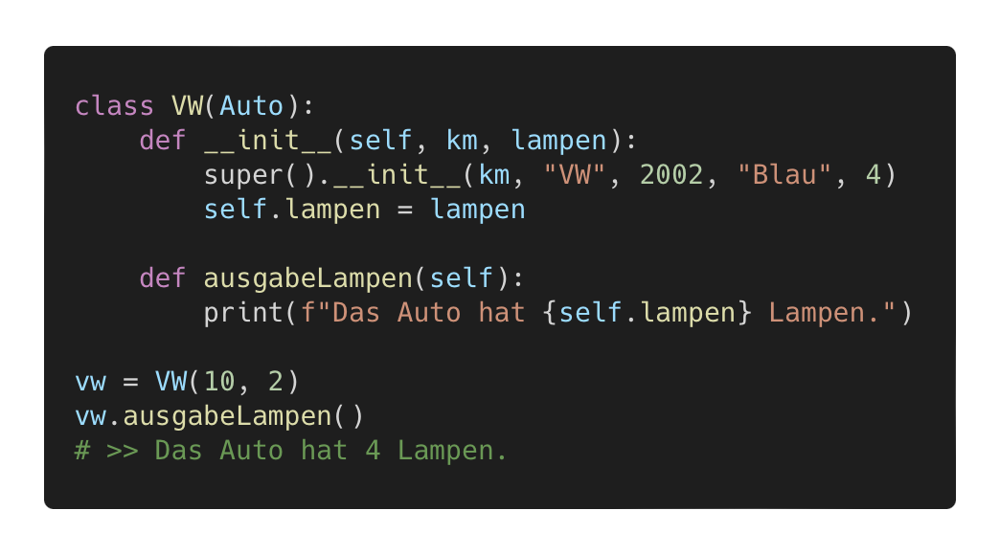 class VW(Auto):
    def __init__(self, km, lampen):
        super().__init__(km, "VW", 2002, "Blau", 4)
        self.lampen = lampen

    def ausgabeLampen(self):
        print(f"Das Auto hat {self.lampen} Lampen.")

vw = VW(10, 2)
vw.ausgabeLampen()
# >> Das Auto hat 4 Lampen.